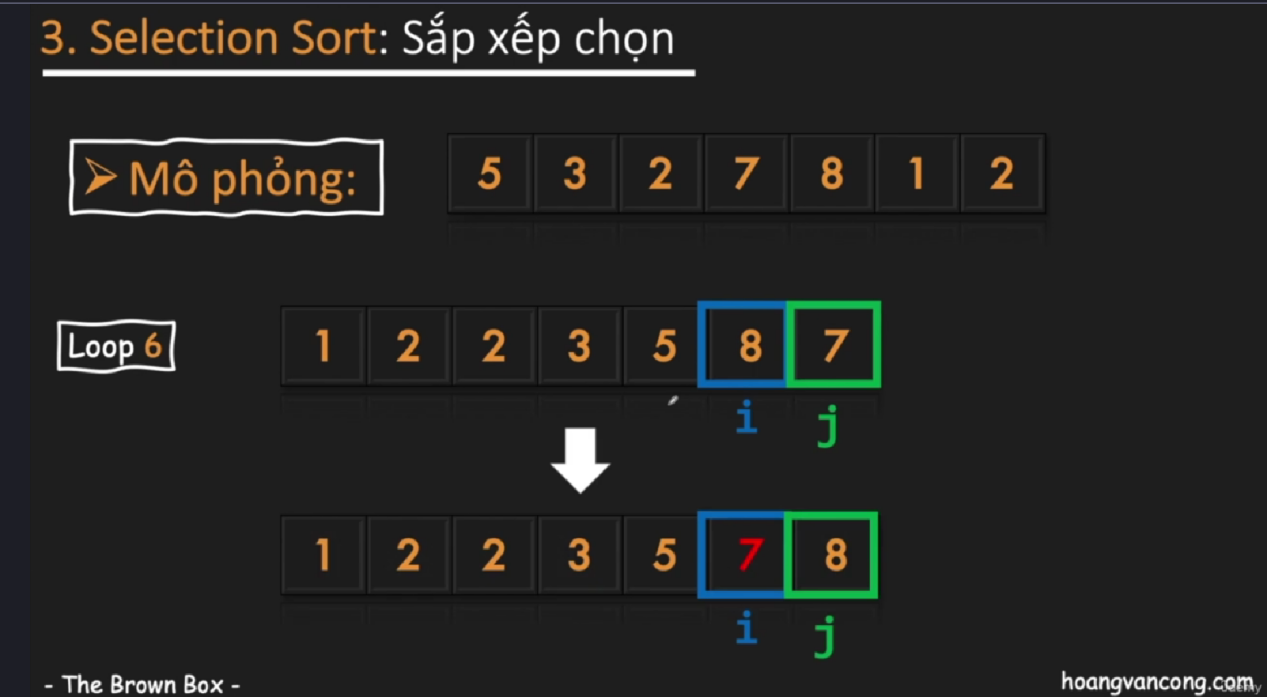 3. Selection Sort: Sắp xếp chọn
➢ Mô phỏng:
5 3 2 7 8 1 2
Loop 6
1 2 2 3 5 8 7
i j
1 2 2 3 5 7 8
i j
- The Brown Box -
hoangvancong.com
Udemy